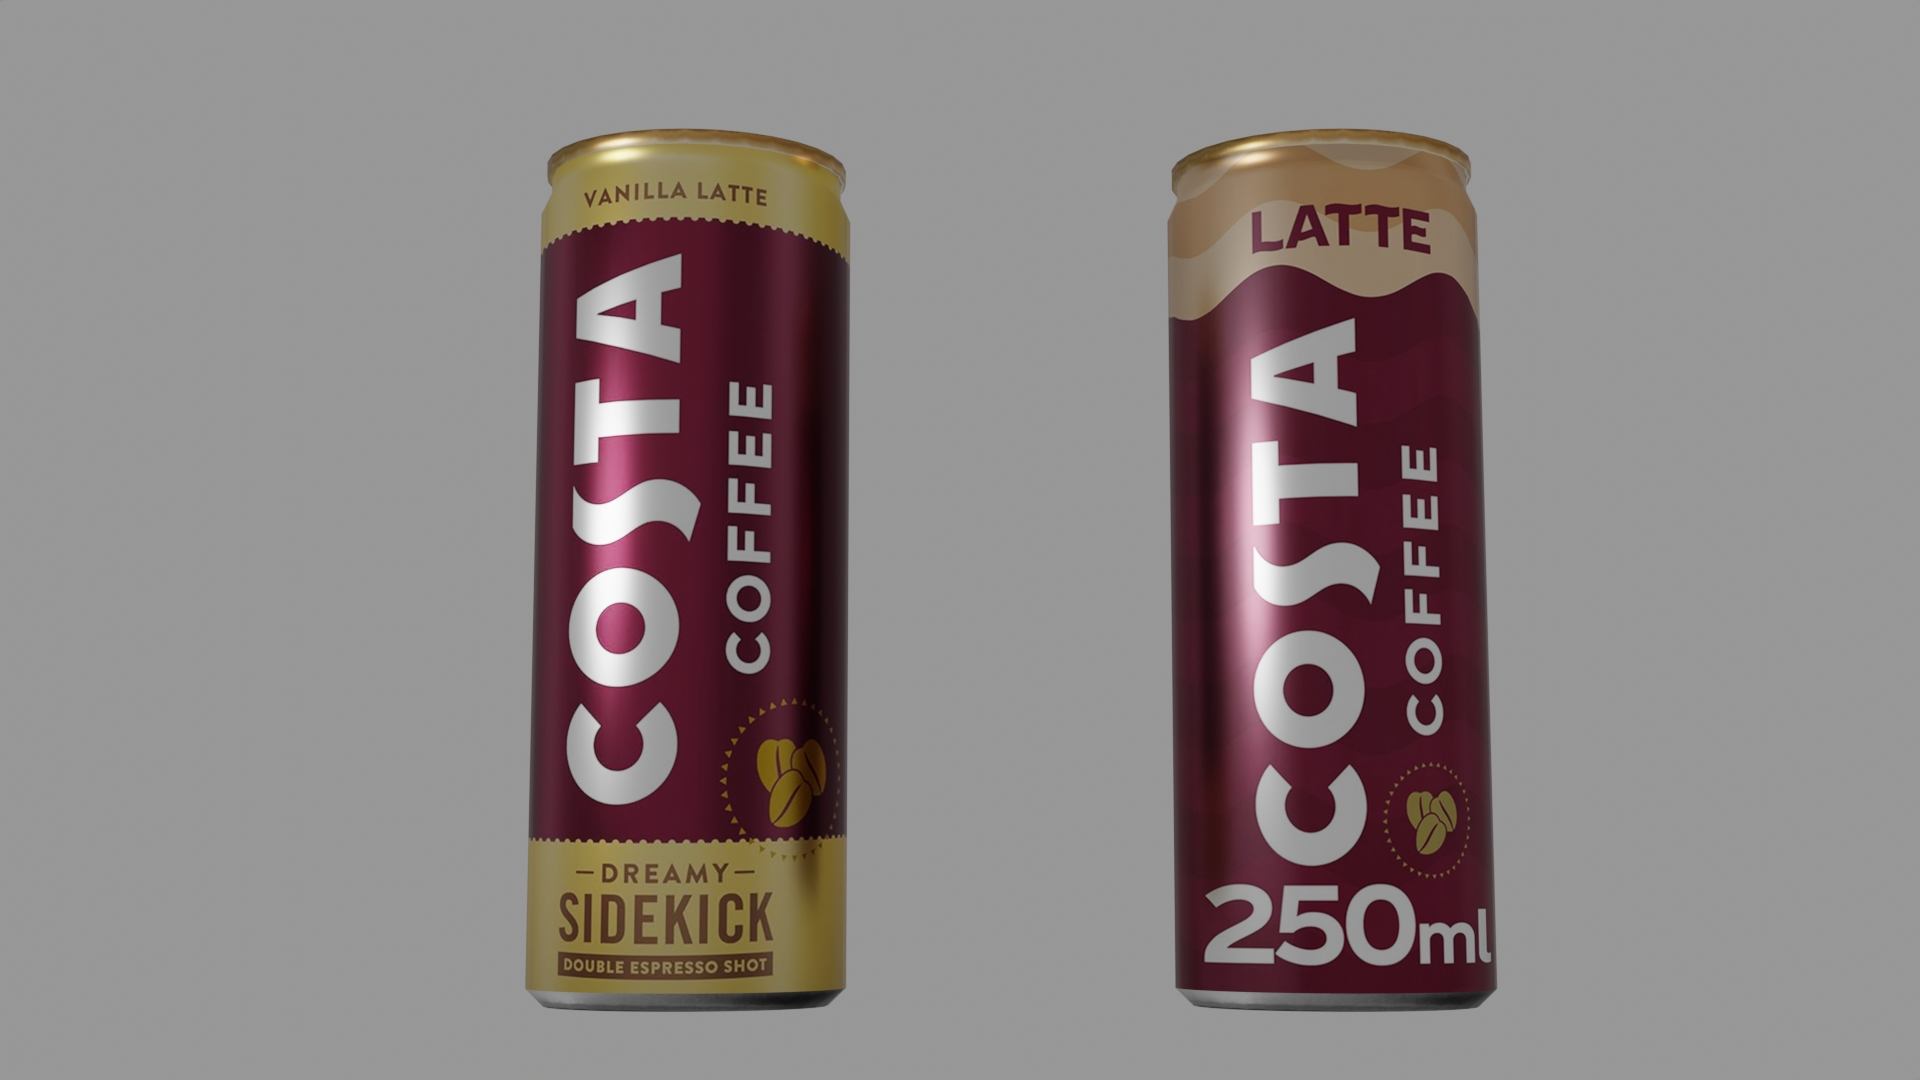 VANILLA LATTE
COSTA
COFFEE
—DREAMY—
SIDEKICK
DOUBLE ESPRESSO SHOT
LATTE
COSTA
COFFEE
250ml